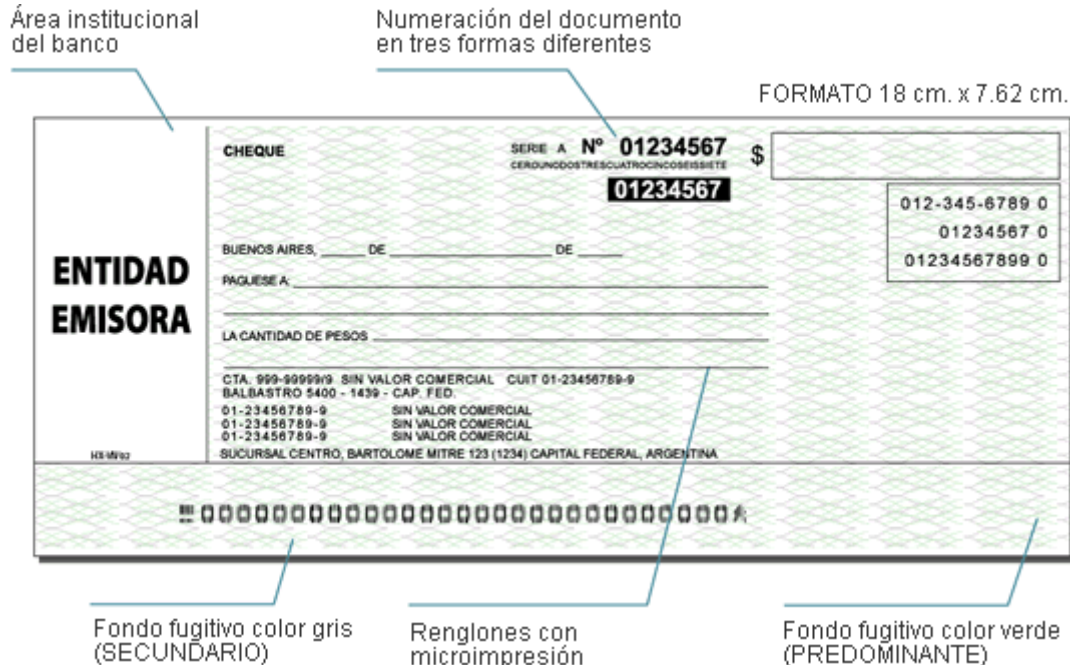 Área institucional
del banco
Numeración del documento
en tres formas diferentes
FORMATO 18 cm. x 7.62 cm.
CHEQUE
SERIE A Nº 01234567
CEROUNODOSTRESCUATROCINCOSEISSIETE
01234567
$
012-345-6789 0
01234567 0
01234567899 0
ENTIDAD
EMISORA
BUENOS AIRES, ______ DE ______________________ DE ______
PAGUESE A:
LA CANTIDAD DE PESOS
CTA. 999-99999/9 SIN VALOR COMERCIAL CUIT 01-23456789-9
BALBASTRO 5400 - 1439 - CAP. FED.
01-23456789-9 SIN VALOR COMERCIAL
01-23456789-9 SIN VALOR COMERCIAL
01-23456789-9 SIN VALOR COMERCIAL
SUCURSAL CENTRO, BARTOLOME MITRE 123 (1234) CAPITAL FEDERAL, ARGENTINA
Fondo fugitivo color gris
(SECUNDARIO)
Renglones con
microimpresión
Fondo fugitivo color verde
(PREDOMINANTE)